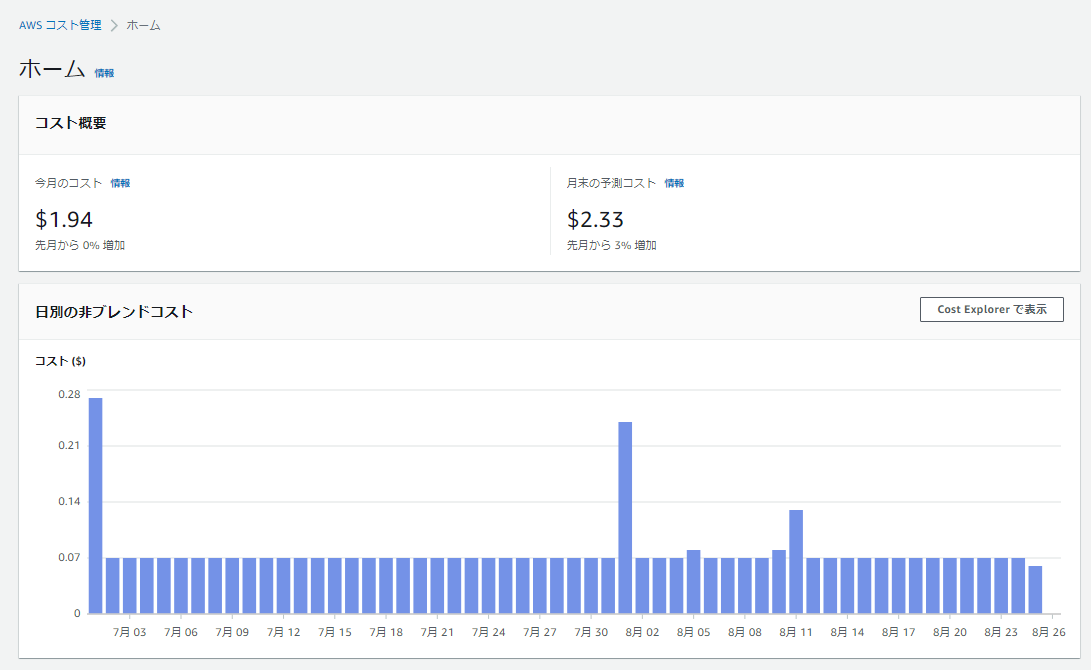 AWS コスト管理 > ホーム
ホーム 情報
コスト概要
今月のコスト 情報
$1.94
先月から 0% 増加
月末の予測コスト 情報
$2.33
先月から 3% 増加
日別の非ブレンドコスト
Cost Explorer で表示
コスト ($)
0.28
0.21
0.14
0.07
0
7月 03 7月 06 7月 09 7月 12 7月 15 7月 18 7月 21 7月 24 7月 27 7月 30 8月 02 8月 05 8月 08 8月 11 8月 14 8月 17 8月 20 8月 23 8月 26